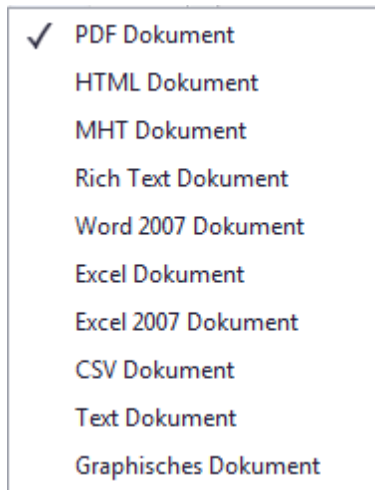 PDF Dokument
HTML Dokument
MHT Dokument
Rich Text Dokument
Word 2007 Dokument
Excel Dokument
Excel 2007 Dokument
CSV Dokument
Text Dokument
Graphisches Dokument